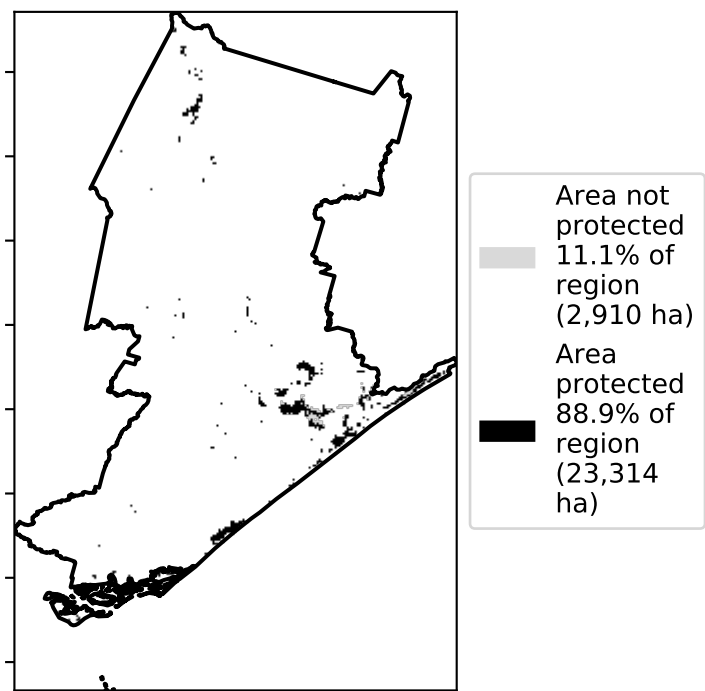 Area not
protected
11.1% of
region
(2,910 ha)
Area
protected
88.9% of
region
(23,314
ha)